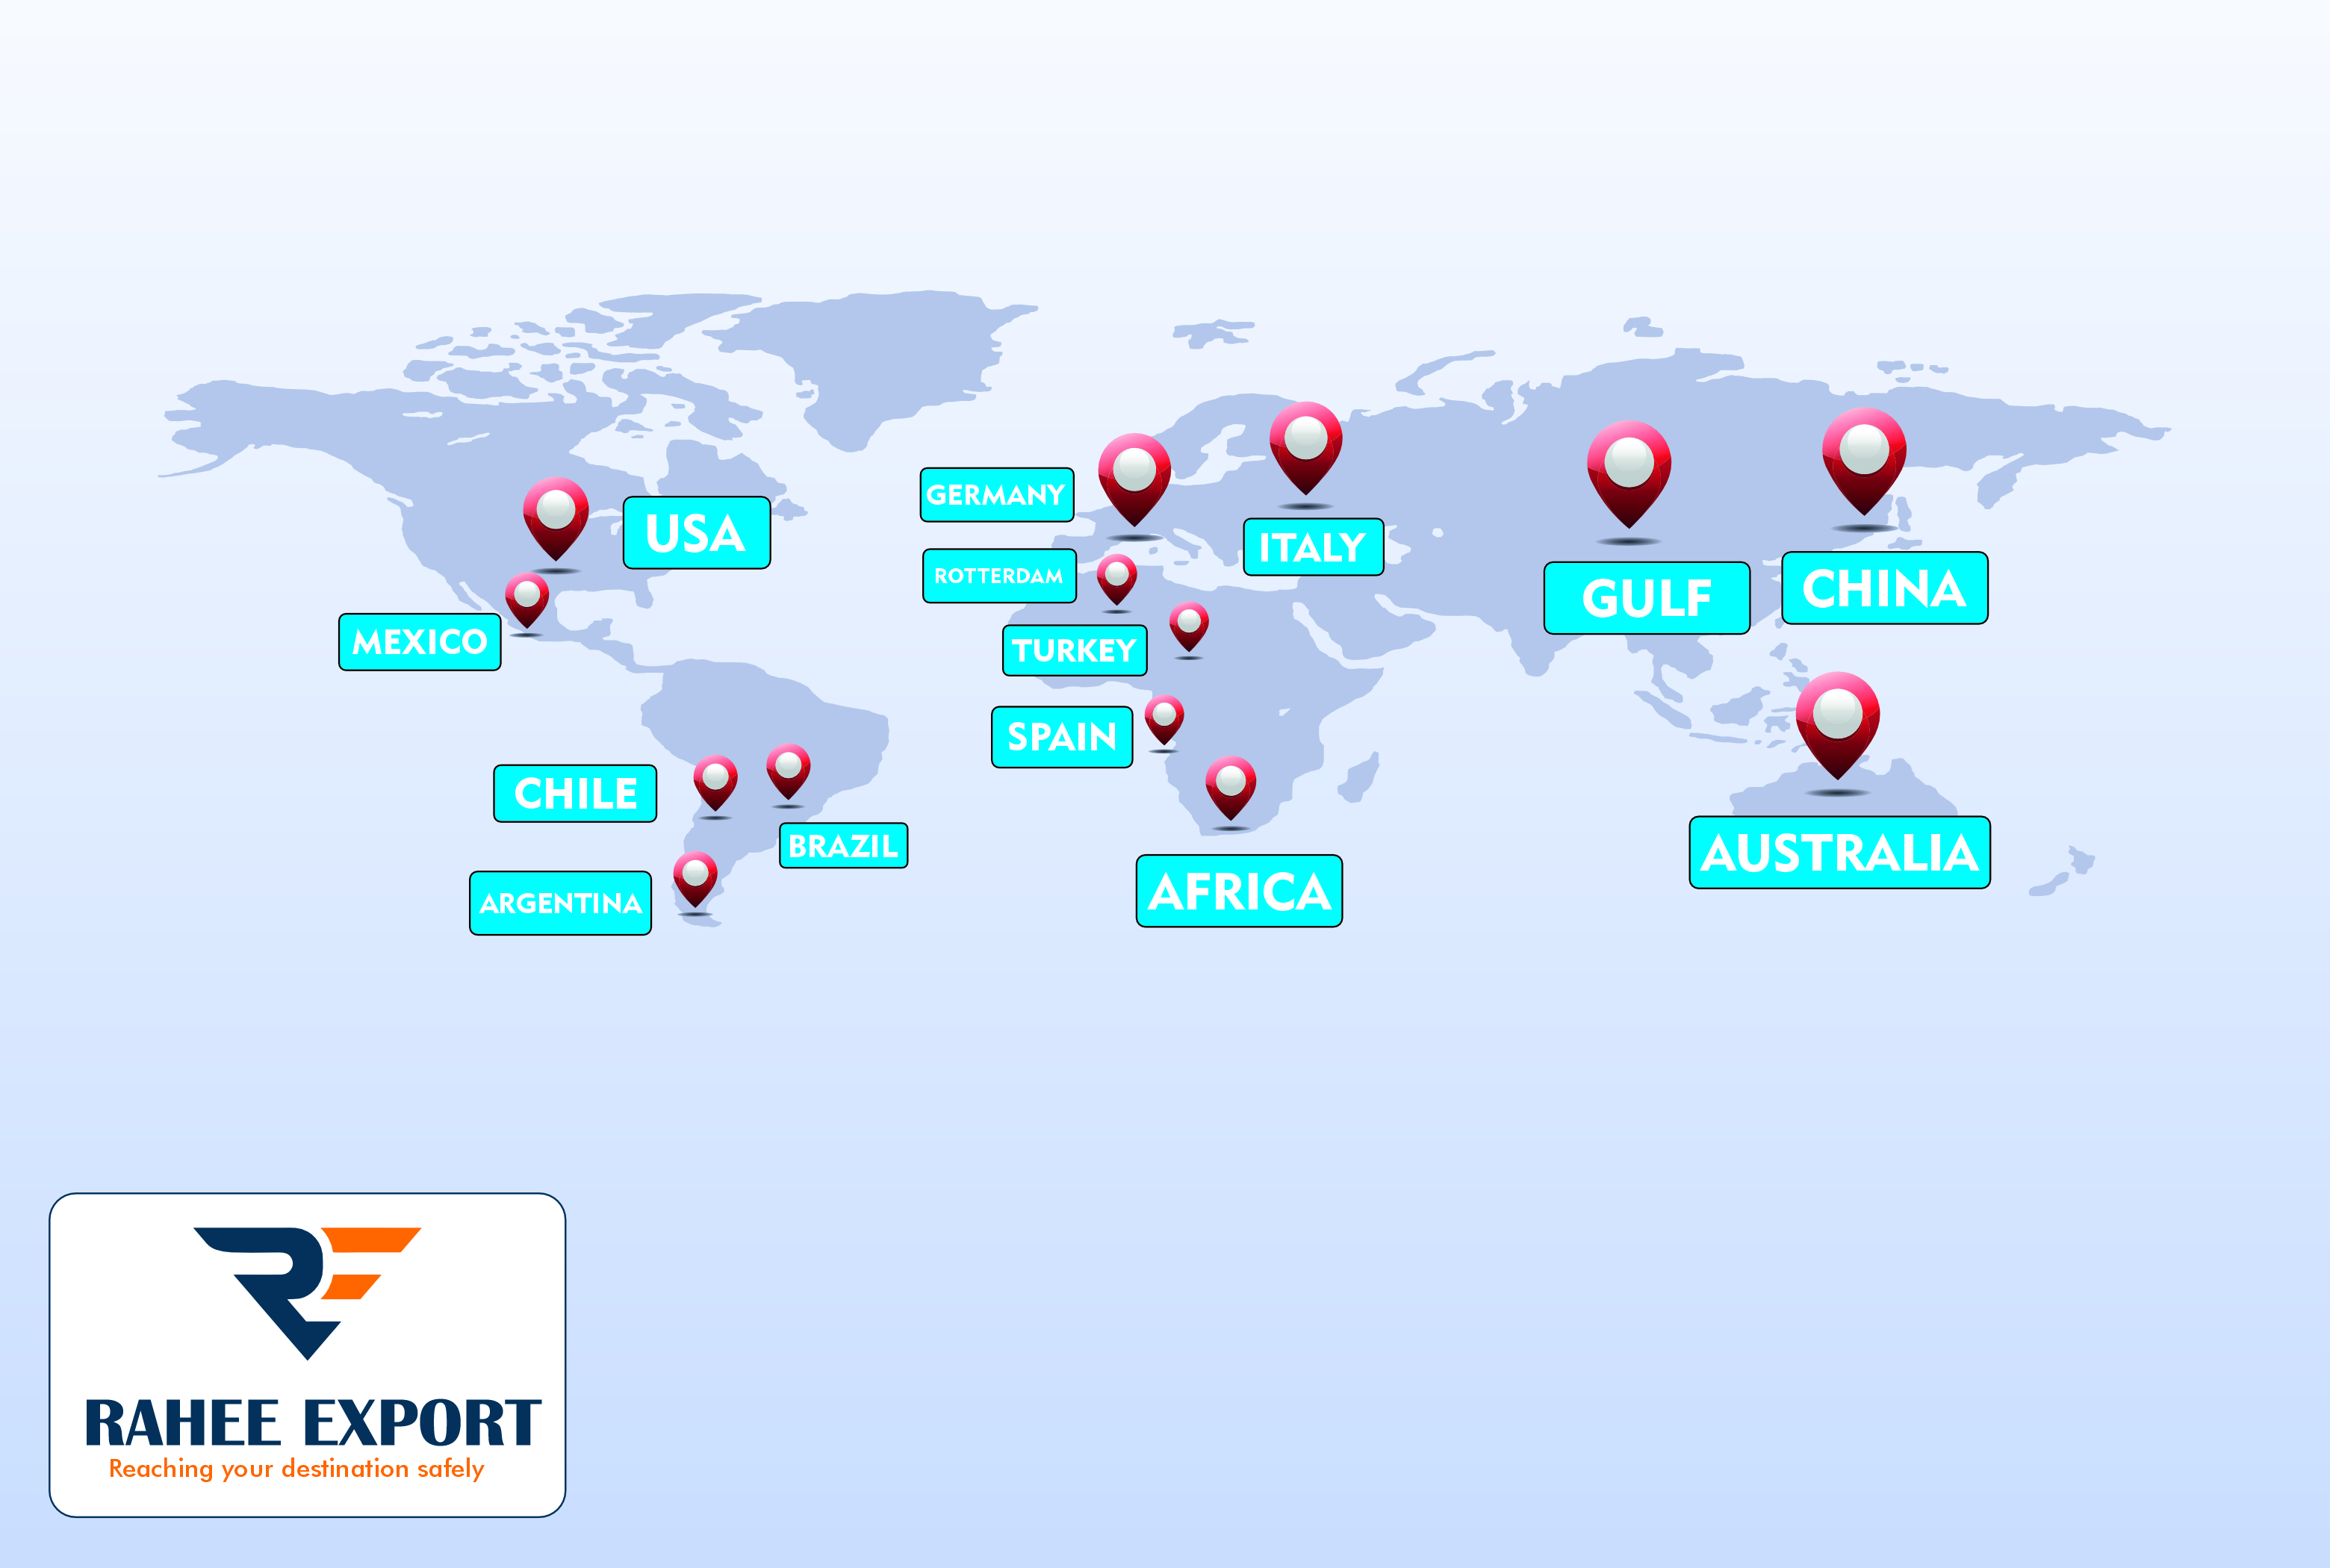 GERMANY
USA
ITALY
ROTTERDAM
GULF
CHINA
MEXICO
TURKEY
SPAIN
CHILE
BRAZIL
AUSTRALIA
ARGENTINA
AFRICA
RAHEE EXPORT
Reaching your destination safely